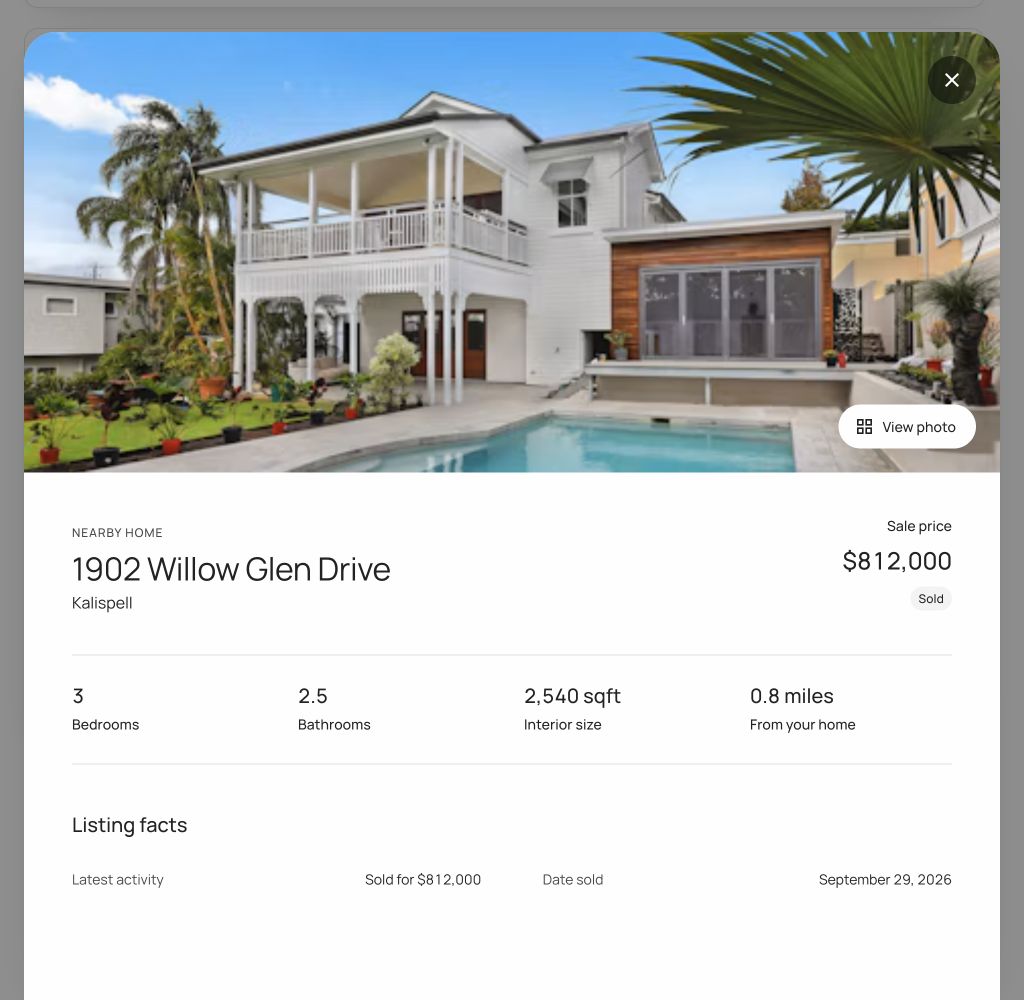 View photo
NEARBY HOME
1902 Willow Glen Drive
Kalispell
Sale price
$812,000
Sold
3
Bedrooms
2.5
Bathrooms
2,540 sqft
Interior size
0.8 miles
From your home
Listing facts
Latest activity
Sold for $812,000
Date sold
September 29, 2026